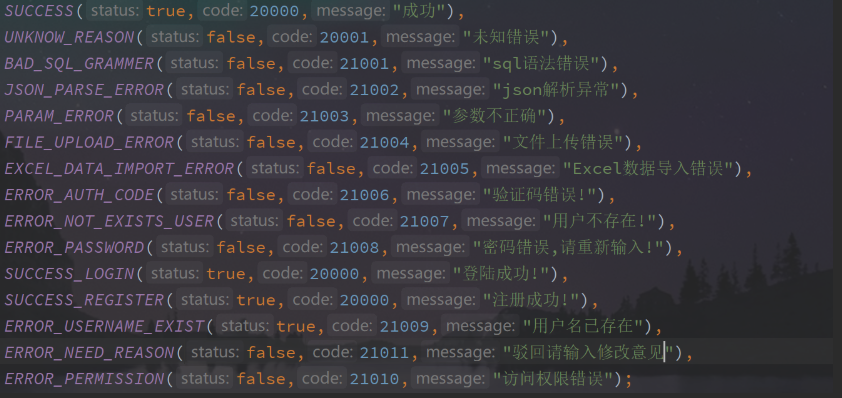 SUCCESS( status: true, code: 20000, message: "成功"),
UNKNOW_REASON( status: false, code: 20001, message: "未知错误"),
BAD_SQL_GRAMMER( status: false, code: 21001, message: "sql语法错误"),
JSON_PARSE_ERROR( status: false, code: 21002, message: "json解析异常"),
PARAM_ERROR( status: false, code: 21003, message: "参数不正确"),
FILE_UPLOAD_ERROR( status: false, code: 21004, message: "文件上传错误"),
EXCEL_DATA_IMPORT_ERROR( status: false, code: 21005, message: "Excel数据导入错误"),
ERROR_AUTH_CODE( status: false, code: 21006, message: "验证码错误!"),
ERROR_NOT_EXISTS_USER( status: false, code: 21007, message: "用户不存在!"),
ERROR_PASSWORD( status: false, code: 21008, message: "密码错误,请重新输入!"),
SUCCESS_LOGIN( status: true, code: 20000, message: "登陆成功!"),
SUCCESS_REGISTER( status: true, code: 20000, message: "注册成功!"),
ERROR_USERNAME_EXIST( status: true, code: 21009, message: "用户名已存在"),
ERROR_NEED_REASON( status: false, code: 21011, message: "驳回请输入修改意见"),
ERROR_PERMISSION( status: false, code: 21010, message: "访问权限错误");